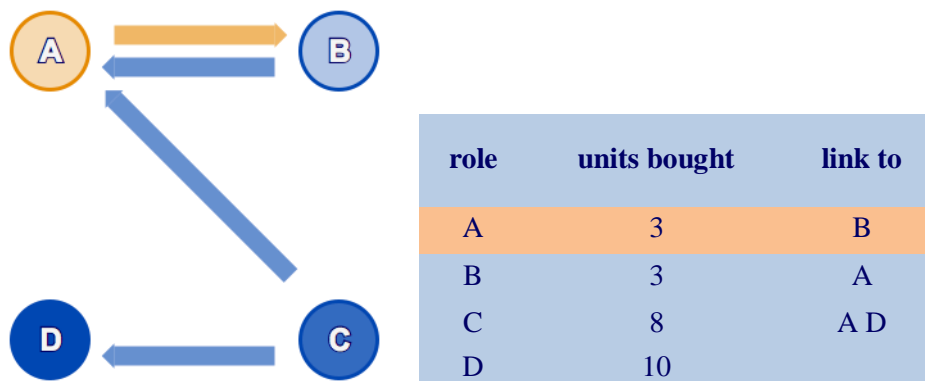 A B
D C
role units bought link to
A 3 B
B 3 A
C 8 A D
D 10